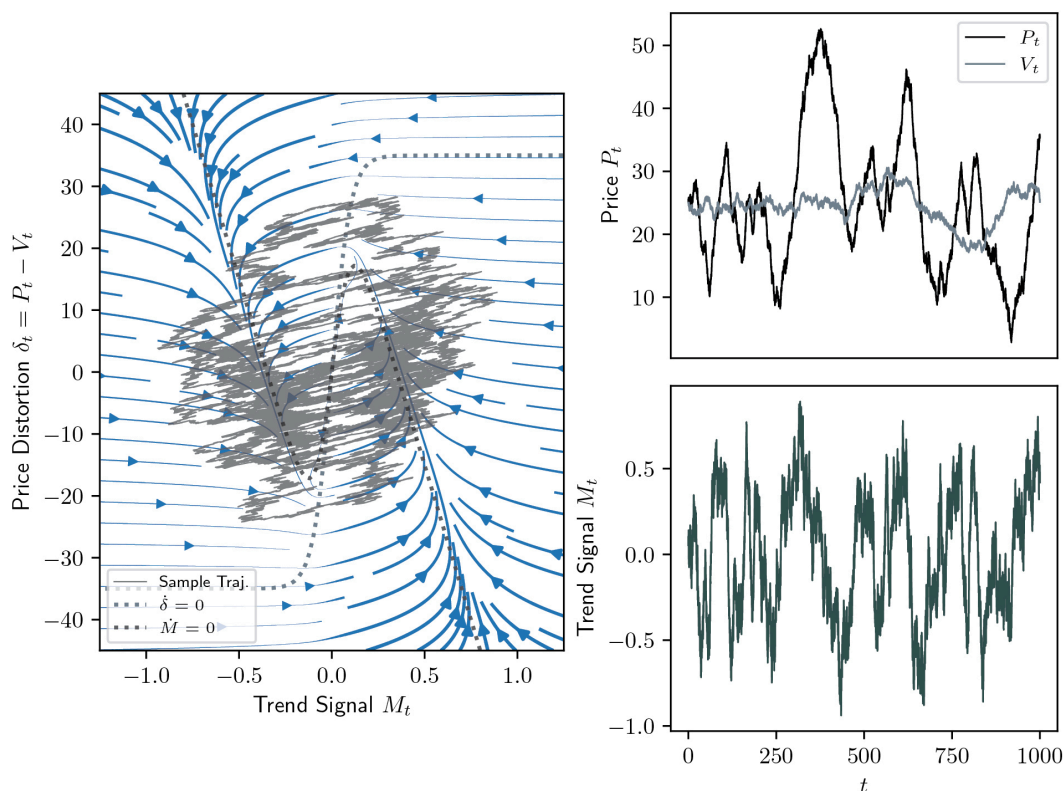 40
30
20
10
0
−10
−20
−30
−40
Price Distortion δ_t = P_t − V_t
Sample Traj.
δ̇ = 0
Ṁ = 0
−1.0 −0.5 0.0 0.5 1.0
Trend Signal M_t
50
40
30
20
10
Price P_t
P_t
V_t
0.5
0.0
−0.5
−1.0
Trend Signal M_t
0 250 500 750 1000
t